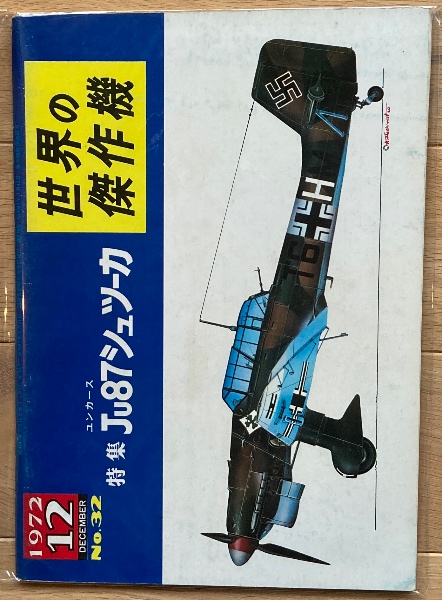 世界の
傑作機
ユンカース
特集 Ju87シュツーカ
1972
12
DECEMBER
No.32
T6 H